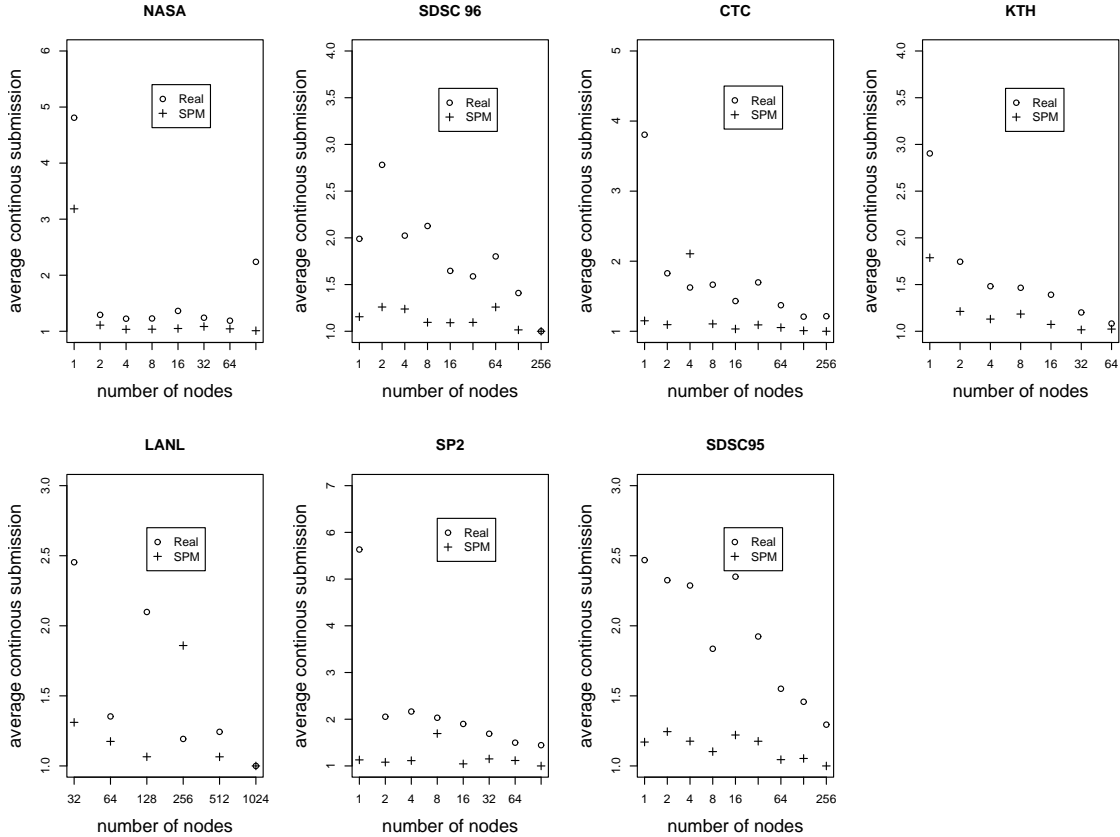 NASA
average continous submission
6
5
4
3
2
1
Real
SPM
1 2 4 8 16 32 64
number of nodes
SDSC 96
average continous submission
4.0
3.5
3.0
2.5
2.0
1.5
1.0
Real
SPM
1 2 4 8 16 64 256
number of nodes
CTC
average continous submission
5
4
3
2
1
Real
SPM
1 2 4 8 16 64 256
number of nodes
KTH
average continous submission
4.0
3.5
3.0
2.5
2.0
1.5
1.0
Real
SPM
1 2 4 8 16 32 64
number of nodes
LANL
average continous submission
3.0
2.5
2.0
1.5
1.0
Real
SPM
32 64 128 256 512 1024
number of nodes
SP2
average continous submission
7
6
5
4
3
2
1
Real
SPM
1 2 4 8 16 32 64
number of nodes
SDSC95
average continous submission
3.0
2.5
2.0
1.5
1.0
Real
SPM
1 2 4 8 16 64 256
number of nodes